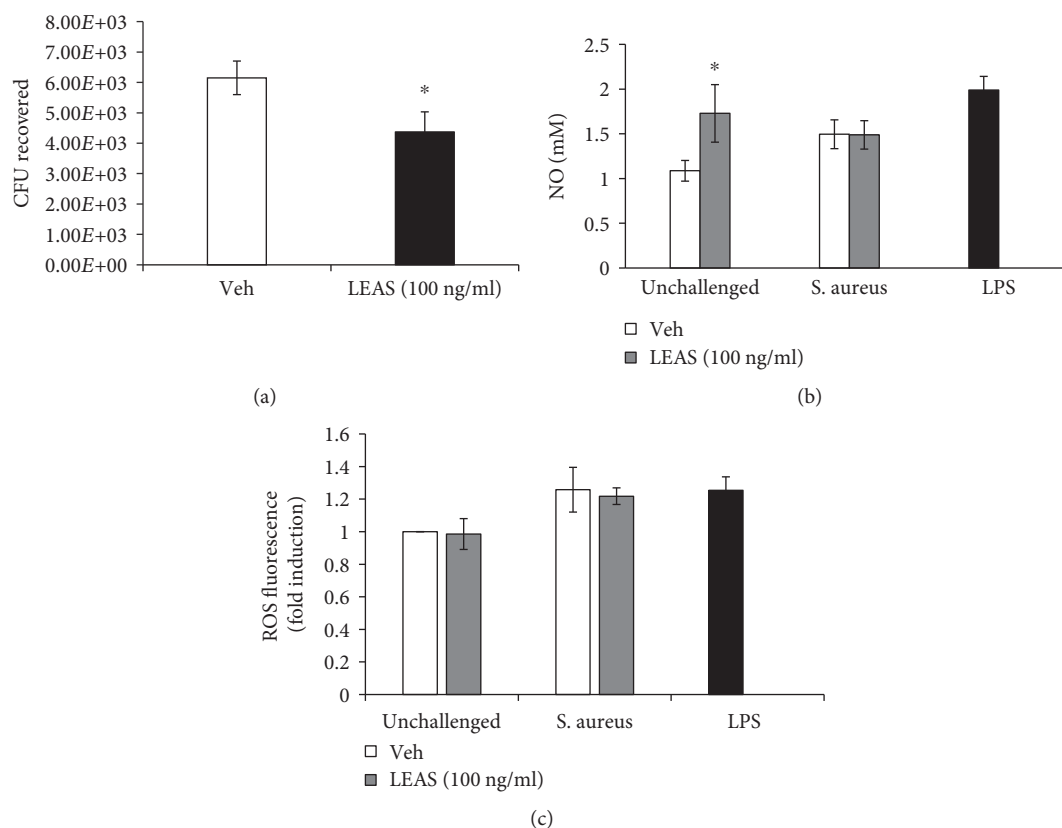 8.00E+03
7.00E+03
6.00E+03
5.00E+03
4.00E+03
3.00E+03
2.00E+03
1.00E+03
0.00E+00
CFU recovered
*
Veh
LEAS (100 ng/ml)
(a)
2.5
2
1.5
1
0.5
0
NO (mM)
*
Unchallenged
S. aureus
LPS
Veh
LEAS (100 ng/ml)
(b)
1.6
1.4
1.2
1
0.8
0.6
0.4
0.2
0
ROS fluorescence
(fold induction)
Unchallenged
S. aureus
LPS
Veh
LEAS (100 ng/ml)
(c)